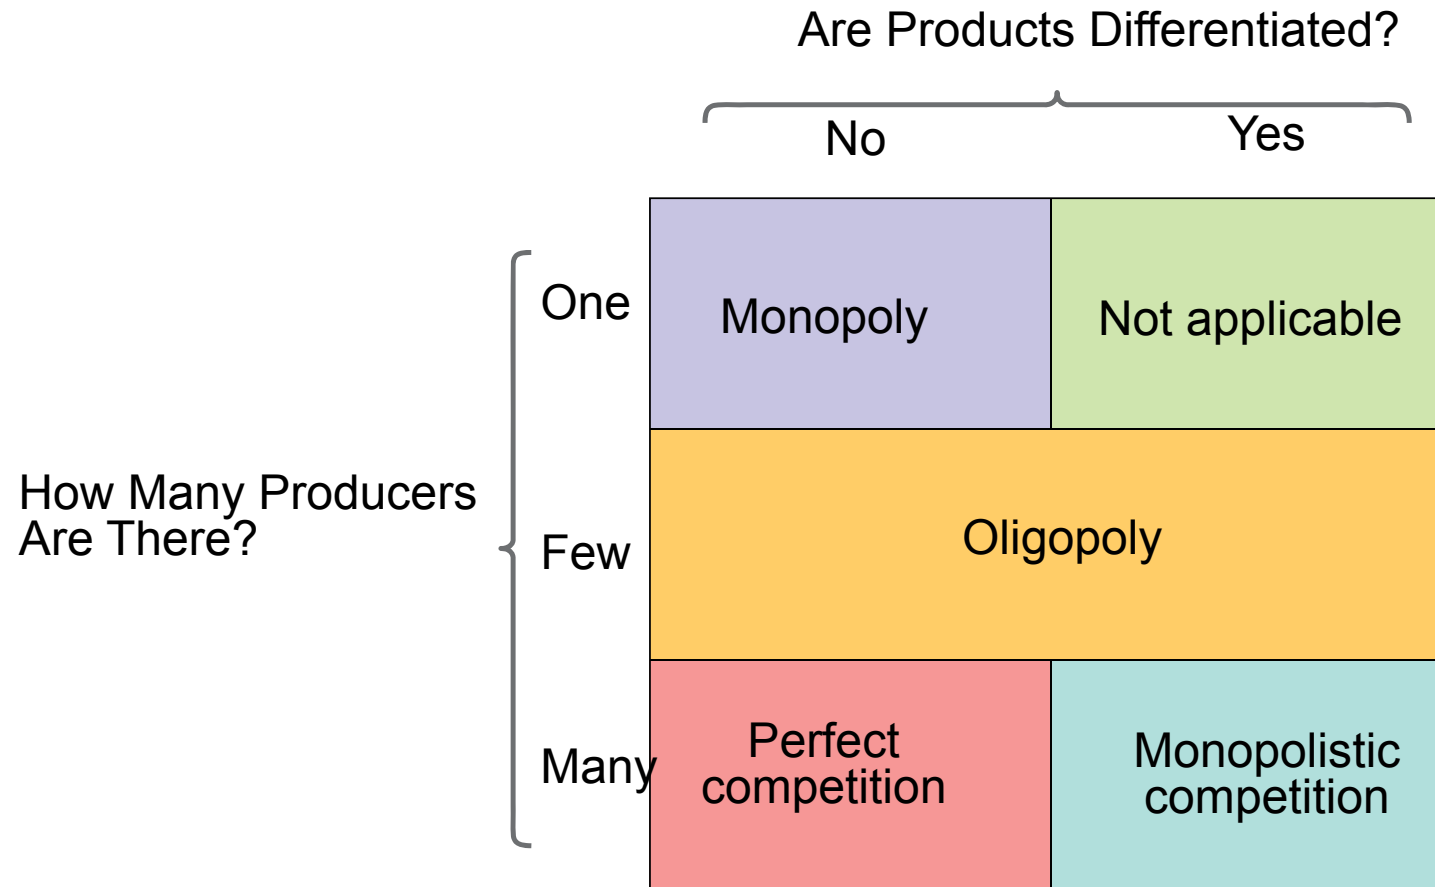 Are Products Differentiated?
No
Yes
One
Monopoly
Not applicable
How Many Producers
Are There?
Few
Oligopoly
Many
Perfect
competition
Monopolistic
competition